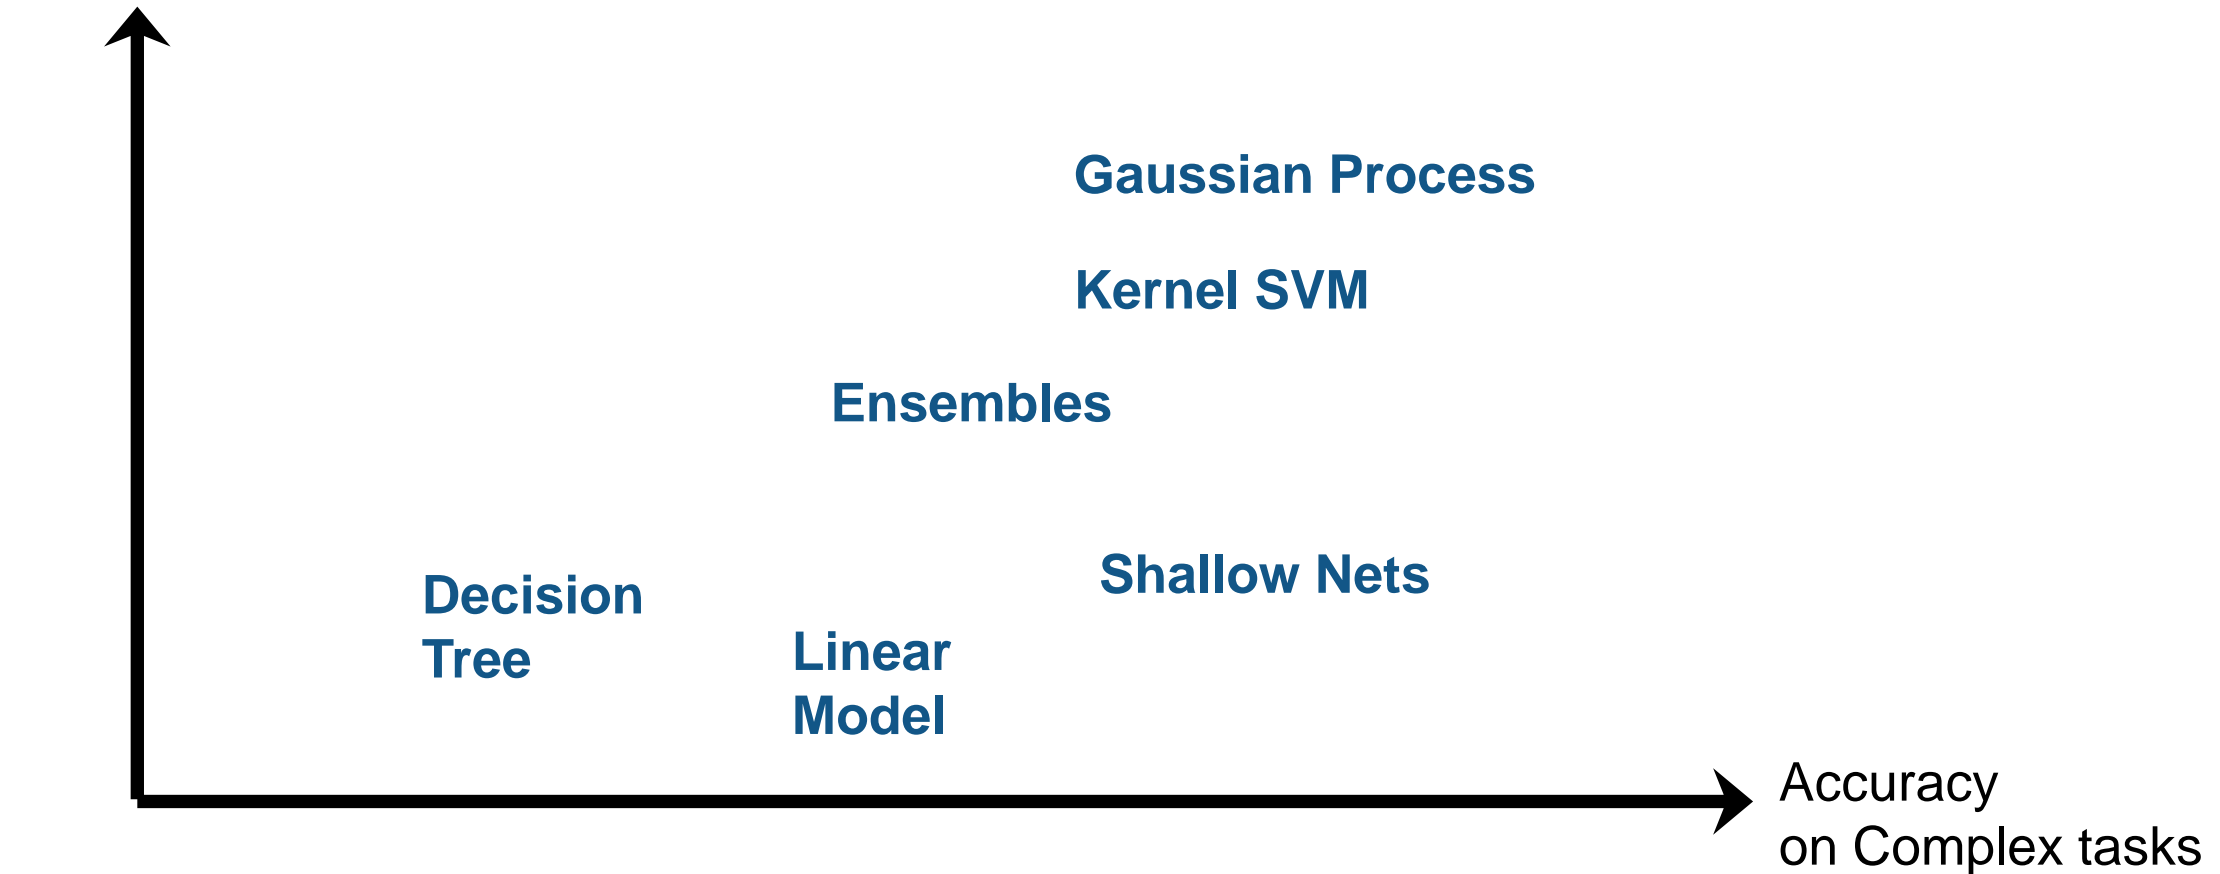 Gaussian Process
Kernel SVM
Ensembles
Shallow Nets
Decision
Tree
Linear
Model
Accuracy
on Complex tasks